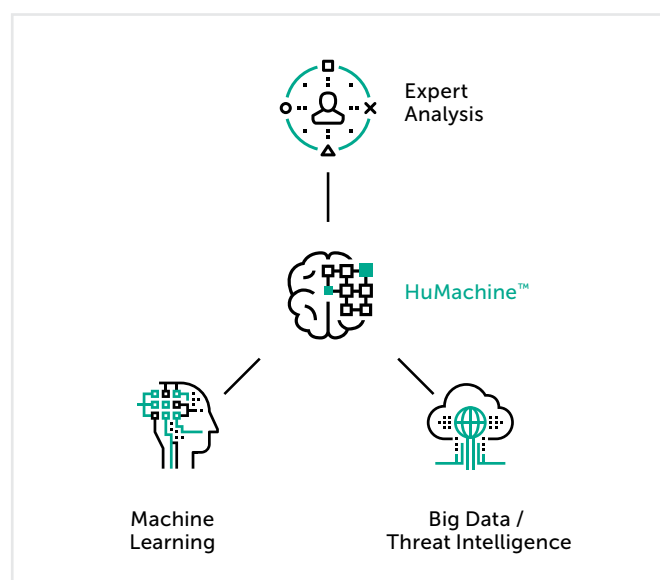 Expert
Analysis
HuMachine™
Machine
Learning
Big Data /
Threat Intelligence